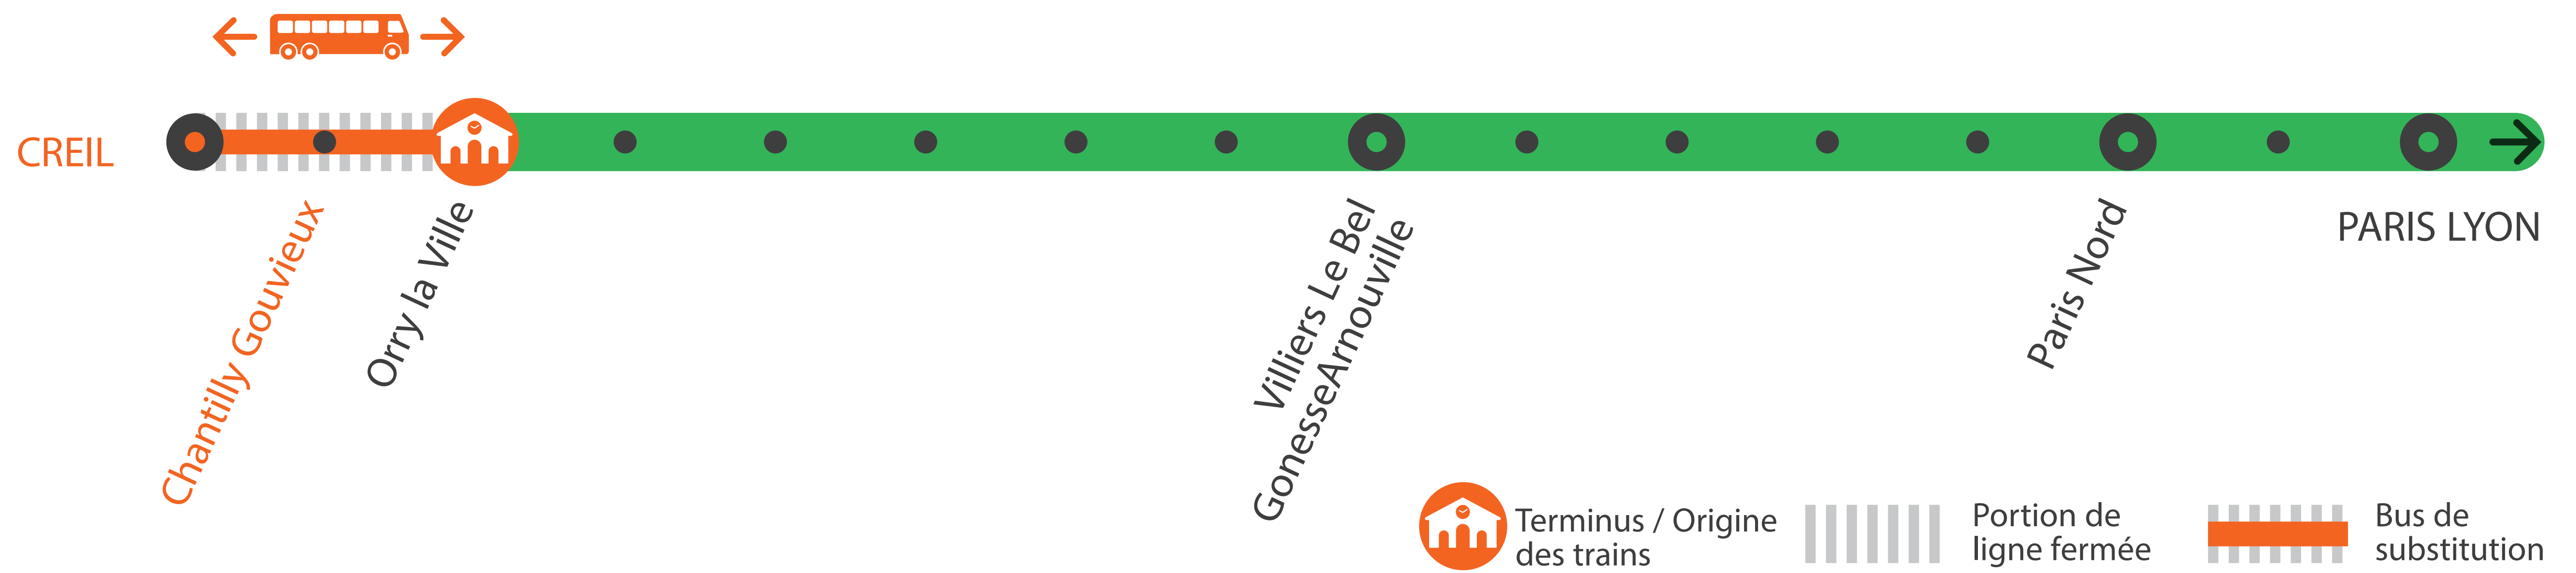 CREIL
Chantilly Gouvieux
Orry la Ville
Villiers Le Bel
GonesseArnouville
Paris Nord
PARIS LYON
Terminus / Origine
des trains
Portion de
ligne fermée
Bus de
substitution